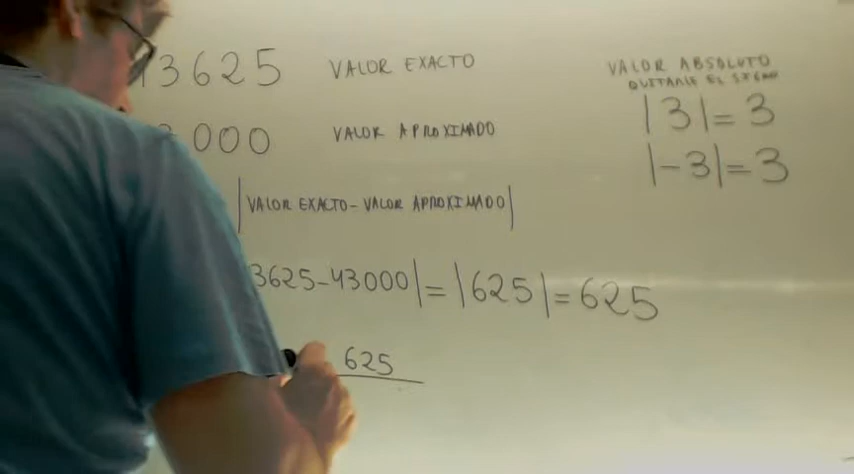 3625 VALOR EXACTO
000 VALOR APROXIMADO
|VALOR EXACTO - VALOR APROXIMADO|
3625-43000|=|625|=625
625
VALOR ABSOLUTO
QUITARLE EL SIGNO
|3|=3
|-3|=3